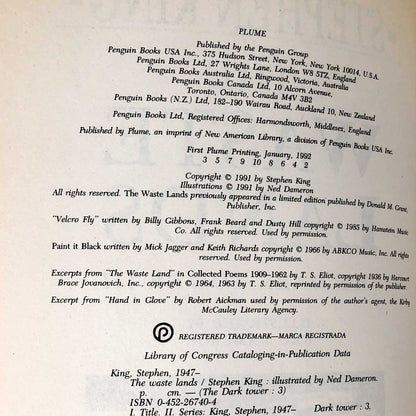 PLUME
Published by the Penguin Group
Penguin Books USA Inc., 375 Hudson Street, New York, New York 10014, U.S.A.
Penguin Books Ltd, 27 Wrights Lane, London W8 5TZ, England
Penguin Books Australia Ltd, Ringwood, Victoria, Australia
Penguin Books Canada Ltd, 10 Alcorn Avenue,
Toronto, Ontario, Canada M4V 3B2
Penguin Books (N.Z.) Ltd, 182–190 Wairau Road, Auckland 10, New Zealand
Penguin Books Ltd, Registered Offices: Harmondsworth, Middlesex, England
Published by Plume, an imprint of New American Library, a division of Penguin Books USA Inc.
First Plume Printing, January, 1992
3 5 7 9 10 8 6 4 2
Copyright © 1991 by Stephen King
Illustrations © 1991 by Ned Dameron
All rights reserved. The Waste Lands previously appeared in a limited edition published by Donald M. Grant,
Publisher, Inc.
"Velcro Fly" written by Billy Gibbons, Frank Beard and Dusty Hill copyright © 1985 by Hamstein Music
Co. All rights reserved. Used by permission.
Paint it Black written by Mick Jagger and Keith Richards copyright © 1966 by ABKCO Music, Inc. All
rights reserved. Used by permission.
Excerpts from "The Waste Land" in Collected Poems 1909–1962 by T. S. Eliot, copyright 1936 by Harcourt
Brace Jovanovich, Inc. copyright © 1964, 1963 by T. S. Eliot, reprinted by permission of the publisher.
Excerpt from "Hand in Glove" by Robert Aickman used by permission of the author's agent, the Kirby
McCauley Literary Agency.
P REGISTERED TRADEMARK—MARCA REGISTRADA
Library of Congress Cataloging-in-Publication Data
King, Stephen, 1947–
The waste lands / Stephen King : illustrated by Ned Dameron.
p. cm. — (The Dark tower : 3)
ISBN 0-452-26740-4
I. Title. II. Series: King, Stephen, 1947– Dark tower : 3.